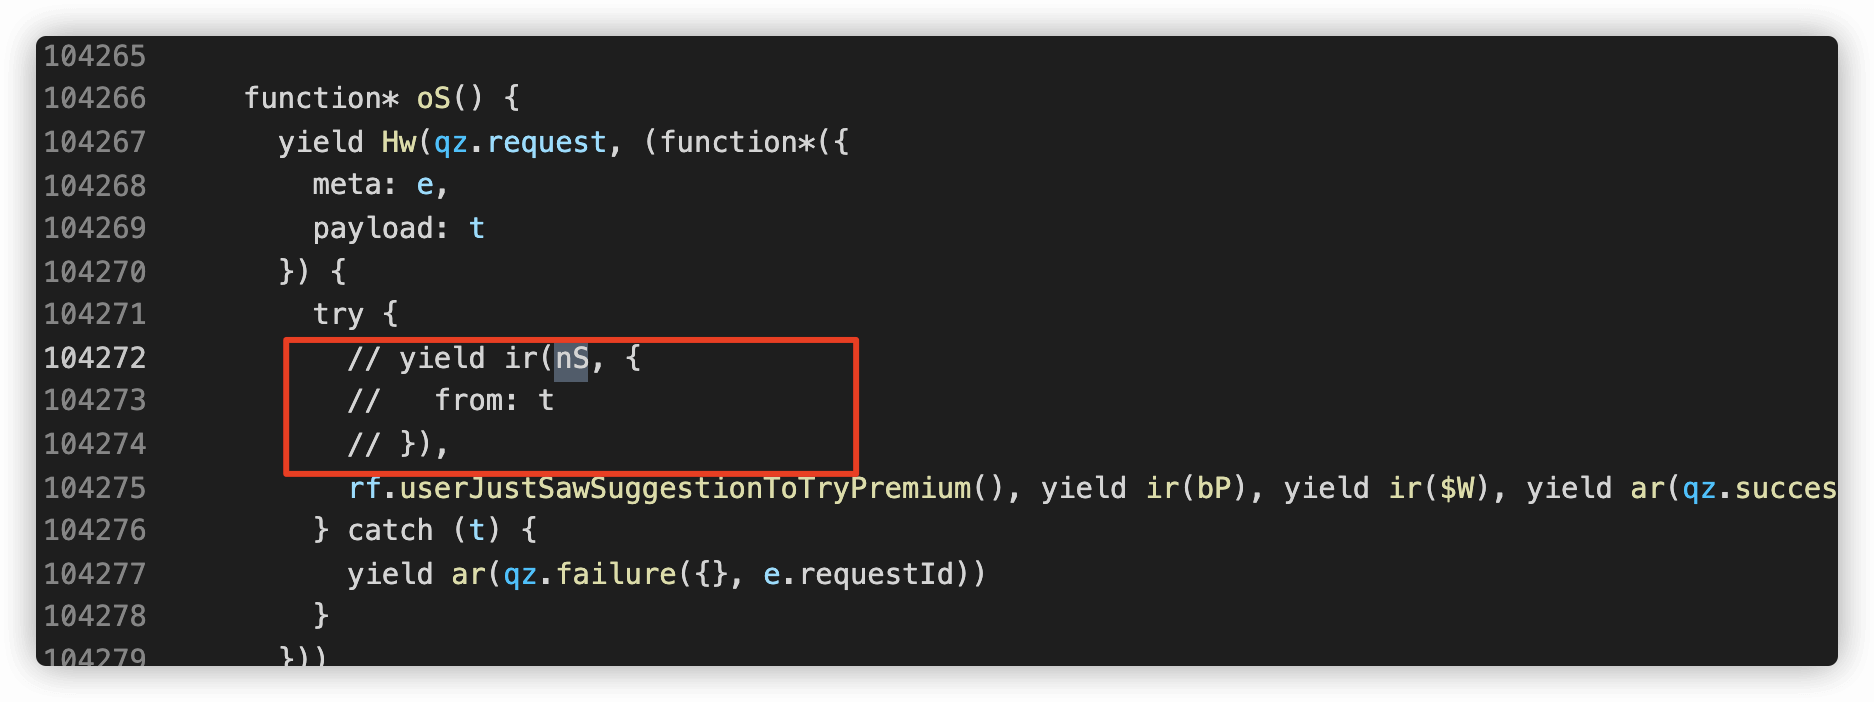 104265
104266 function* oS() {
104267 yield Hw(qz.request, (function*({
104268 meta: e,
104269 payload: t
104270 }) {
104271 try {
104272 // yield ir(nS, {
104273 //   from: t
104274 // }),
104275 rf.userJustSawSuggestionToTryPremium(), yield ir(bP), yield ir($W), yield ar(qz.succes
104276 } catch (t) {
104277 yield ar(qz.failure({}, e.requestId))
104278 }
104279 }))